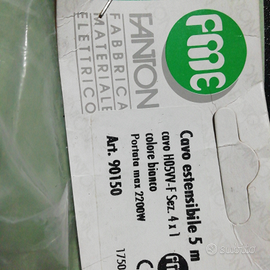 FANTON
FABBRICA
MATERIALE
ELETTRICO
FME
Cavo estensibile 5 m
cavo H05VV-F Sez. 4 x 1
colore bianco
Portata max 2200W
Art. 90150
1750